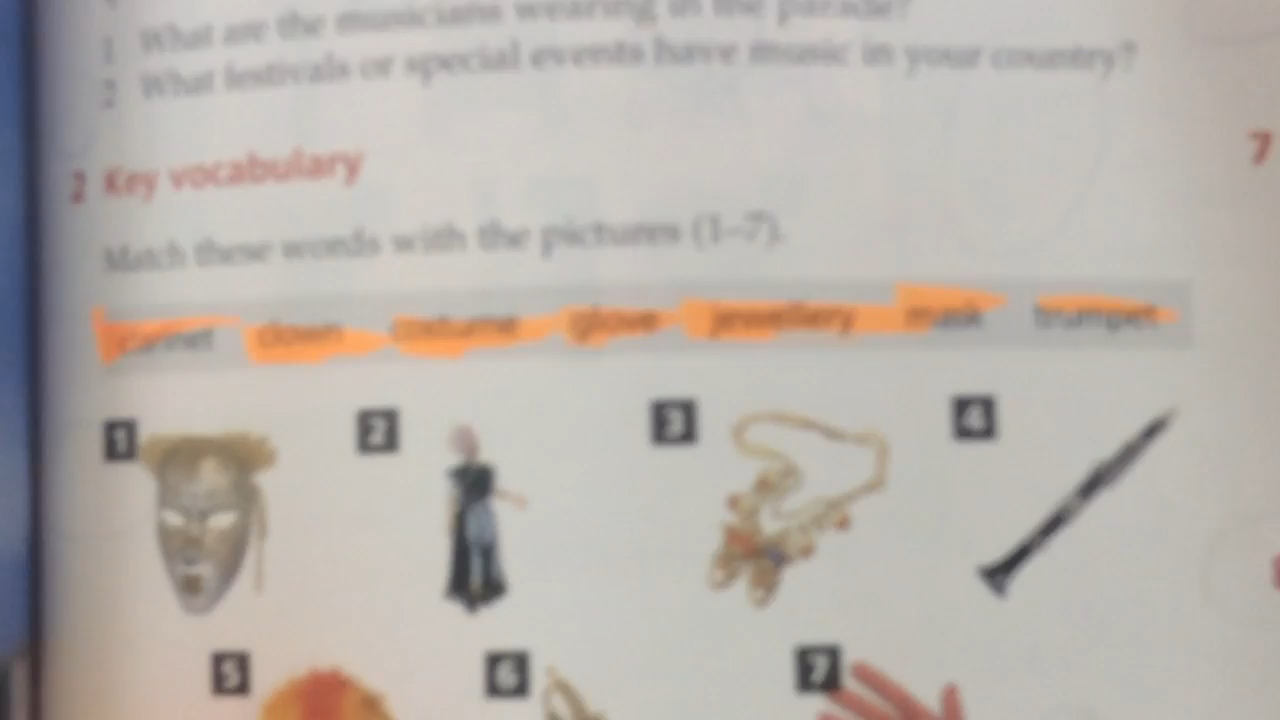 1 What are the musicians wearing in the parade?
2 What festivals or special events have music in your country?
2 Key vocabulary
7
Match these words with the pictures (1–7).
clarinet clown costume glove jewellery mask trumpet
1 2 3 4
5 6 7